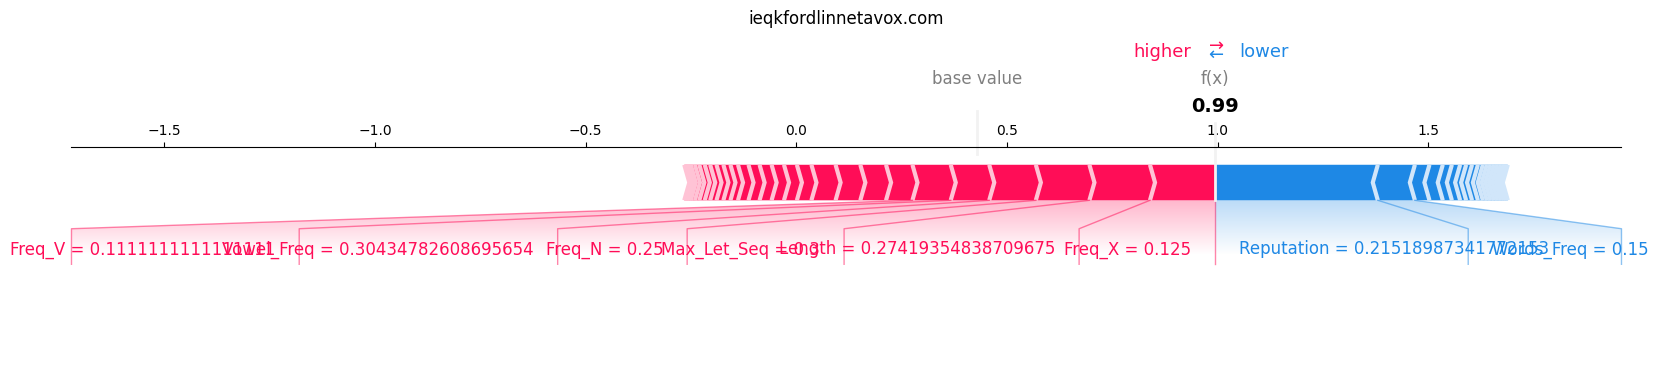 ieqkfordlinnetavox.com
higher ⇄ lower
base value f(x)
0.99
−1.5 −1.0 −0.5 0.0 0.5 1.0 1.5
Freq_V = 0.1111111111111111 Vowel_Freq = 0.30434782608695654 Freq_N = 0.25 Max_Let_Seq = 0.3 Length = 0.27419354838709675 Freq_X = 0.125 Reputation = 0.21518987341772153 Words_Freq = 0.15